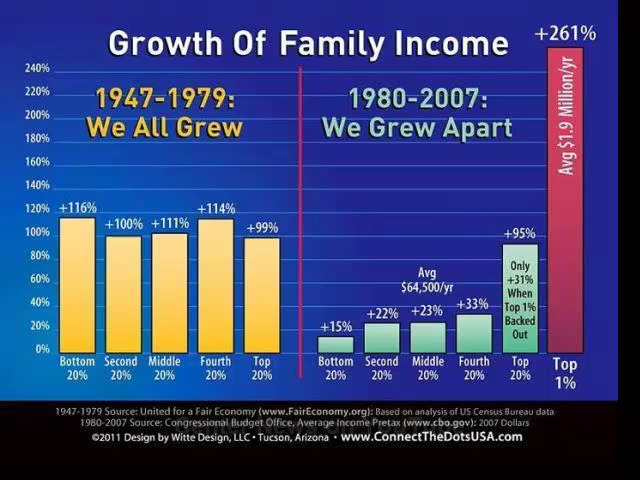 Growth Of Family Income
+261%
240%
220%
200%
180%
160%
140%
120%
100%
80%
60%
40%
20%
0%
1947-1979:
We All Grew
1980-2007:
We Grew Apart
Avg $1.9 Million/yr
+116%
+100%
+111%
+114%
+99%
+15%
+22%
Avg
$64,500/yr
+23%
+33%
+95%
Only
+31%
When
Top 1%
Backed
Out
Bottom
20%
Second
20%
Middle
20%
Fourth
20%
Top
20%
Bottom
20%
Second
20%
Middle
20%
Fourth
20%
Top
20%
Top
1%
1947-1979 Source: United for a Fair Economy (www.FairEconomy.org): Based on analysis of US Census Bureau data
1980-2007 Source: Congressional Budget Office, Average Income Pretax (www.cbo.gov): 2007 Dollars
©2011 Design by Witte Design, LLC • Tucson, Arizona • www.ConnectTheDotsUSA.com